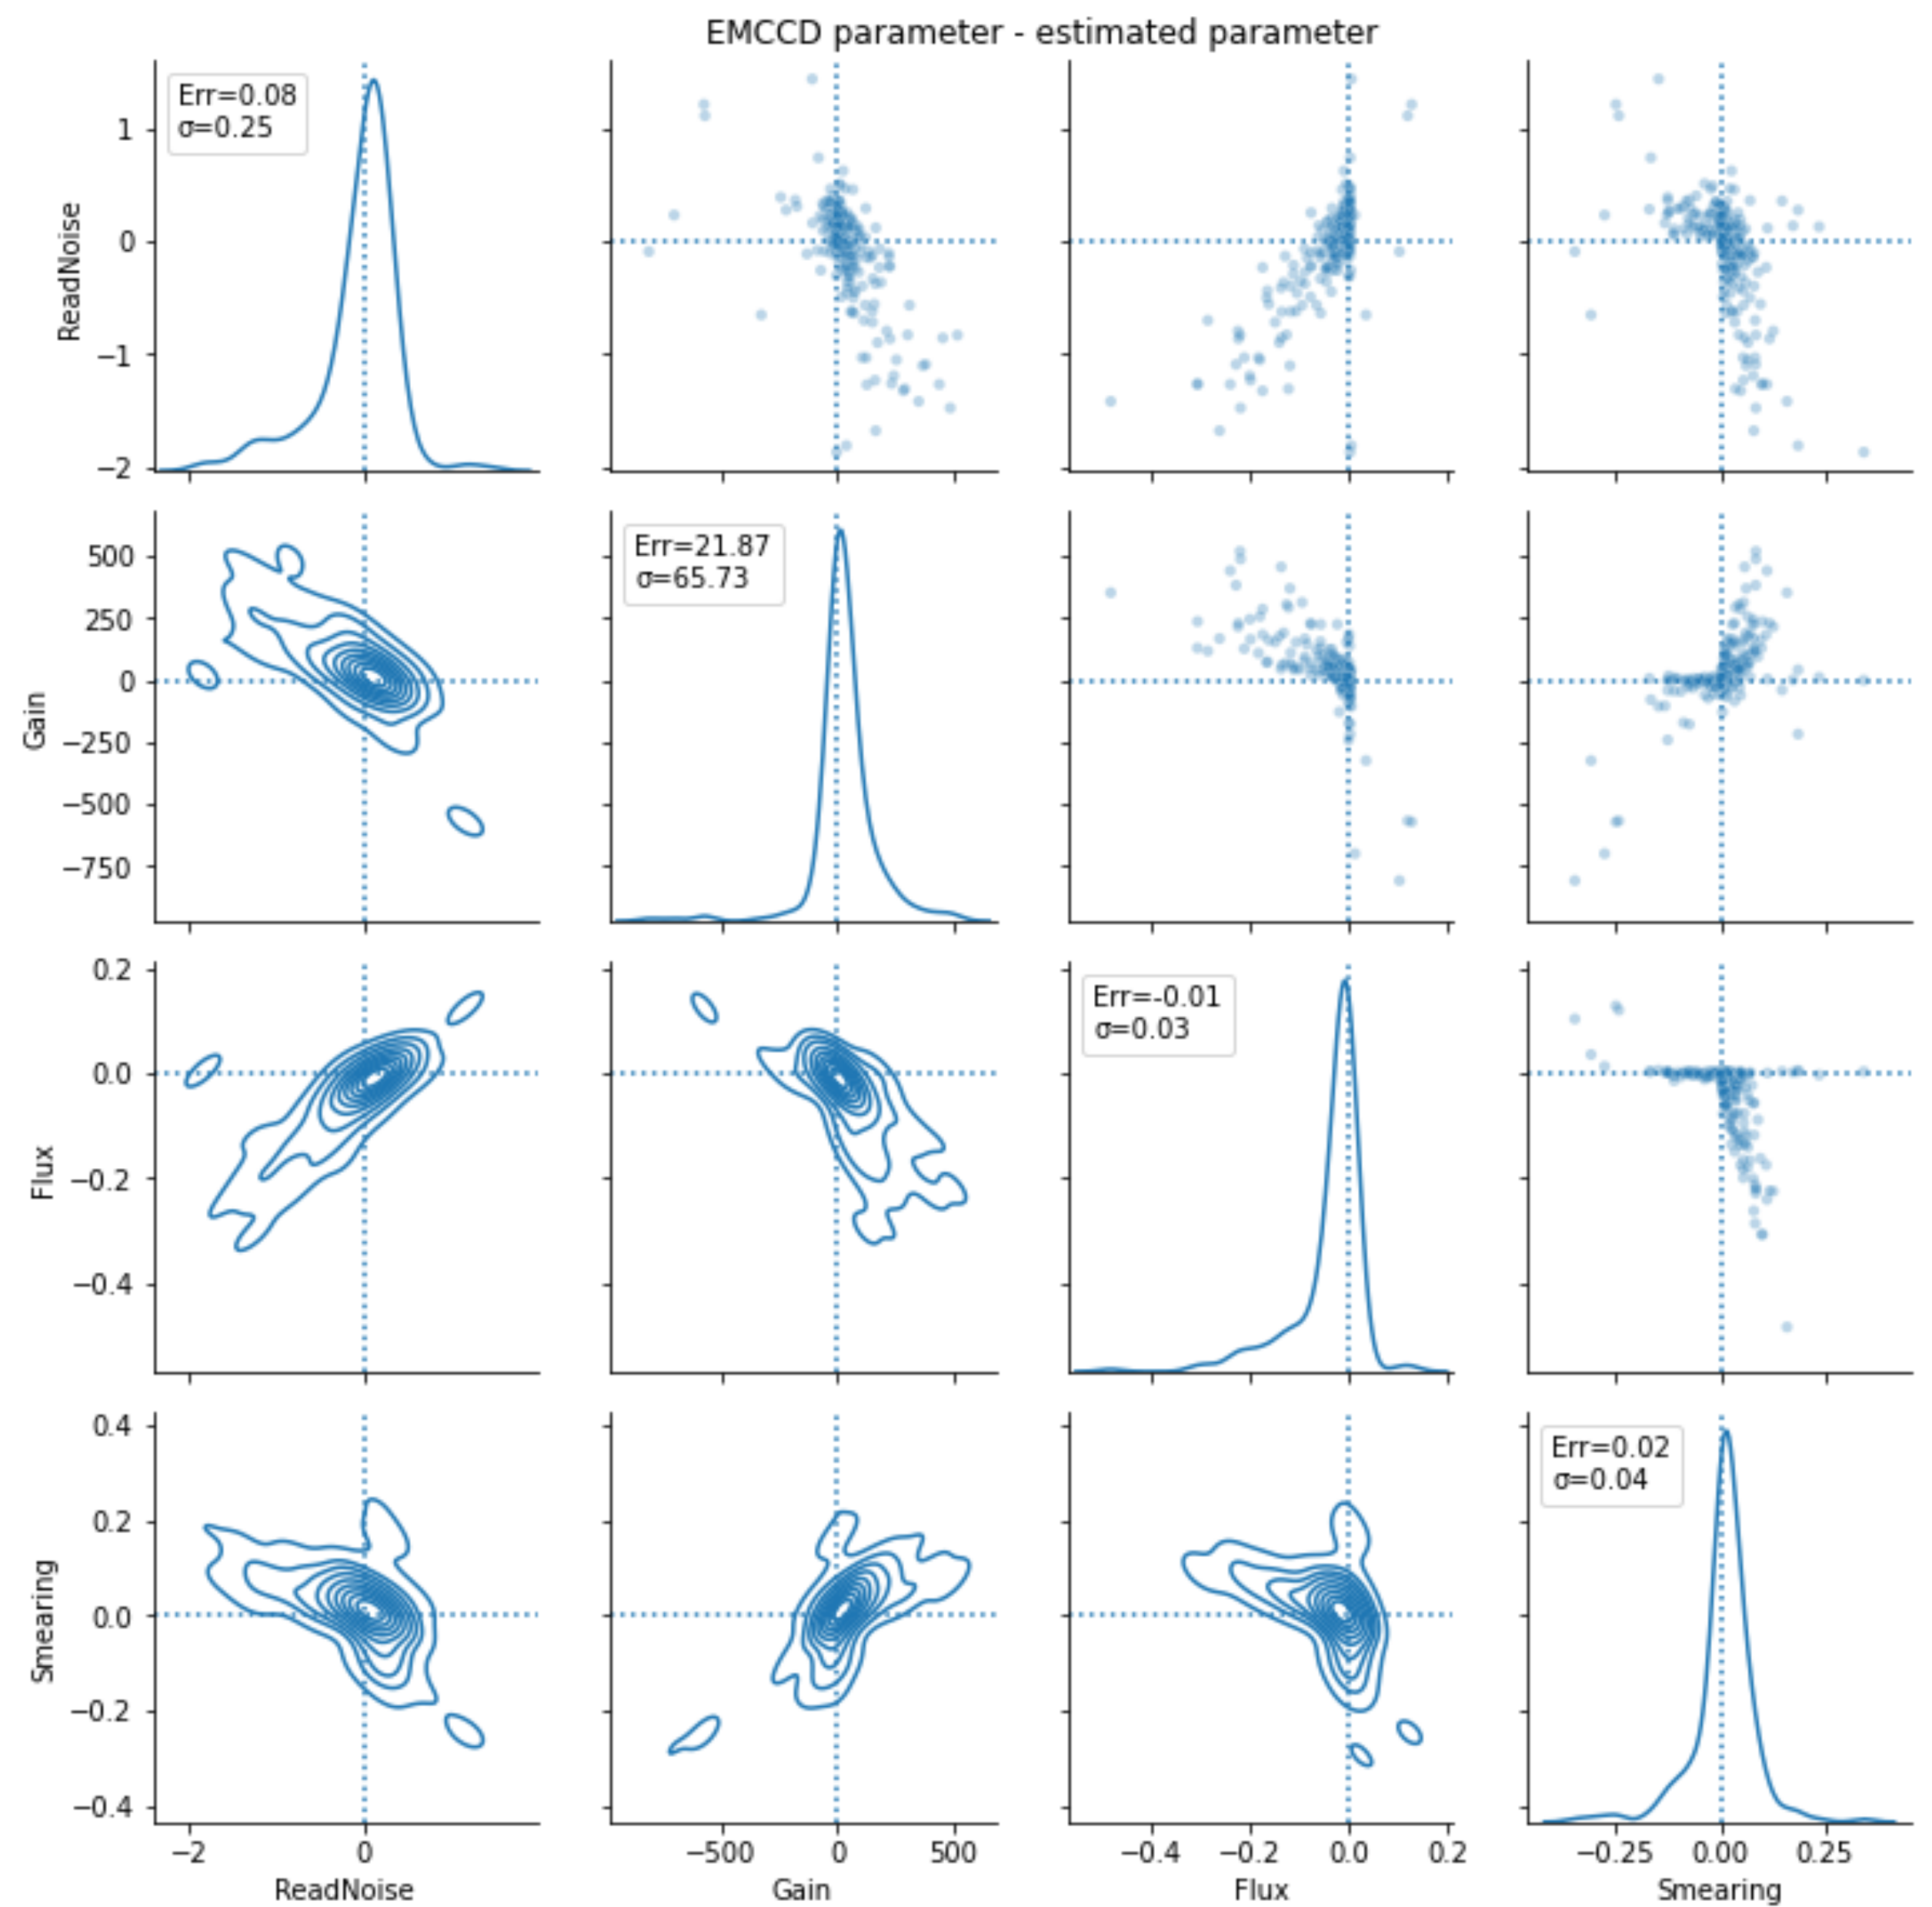 EMCCD parameter - estimated parameter
Err=0.08
σ=0.25
1
0
−1
−2
ReadNoise
Err=21.87
σ=65.73
500
250
0
−250
−500
−750
Gain
Err=-0.01
σ=0.03
0.2
0.0
−0.2
−0.4
Flux
Err=0.02
σ=0.04
0.4
0.2
0.0
−0.2
−0.4
Smearing
−2 0
−500 0 500
−0.4 −0.2 0.0 0.2
−0.25 0.00 0.25
ReadNoise
Gain
Flux
Smearing